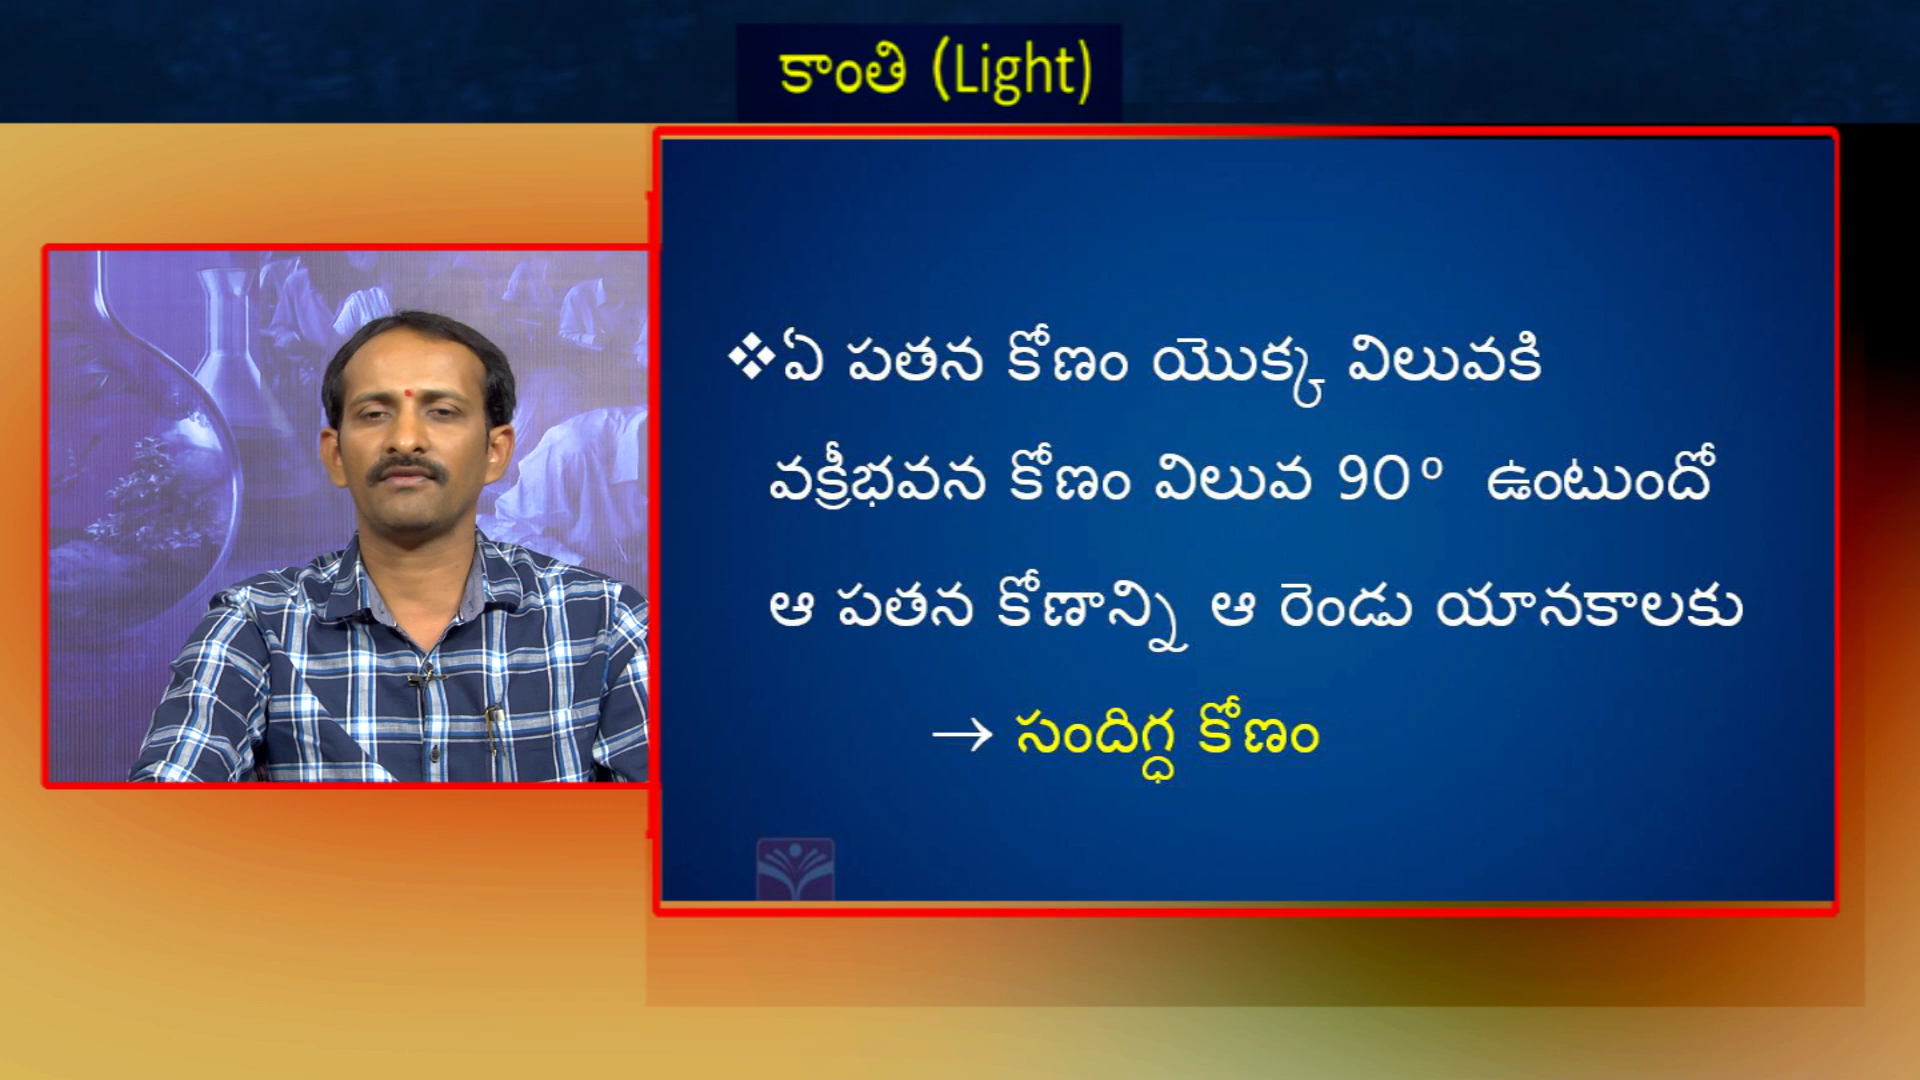 కాంతి (Light)
❖ఏ పతన కోణం యొక్క విలువకి
వక్రీభవన కోణం విలువ 90° ఉంటుందో
ఆ పతన కోణాన్ని ఆ రెండు యానకాలకు
→ సందిగ్ధ కోణం